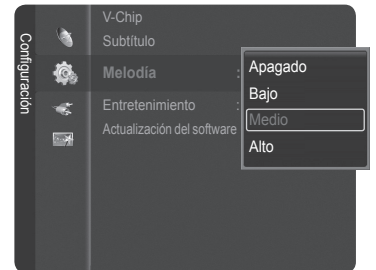 Configuración
V-Chip
Subtítulo
Melodía :
Entretenimiento :
Actualización del software
Apagado
Bajo
Medio
Alto